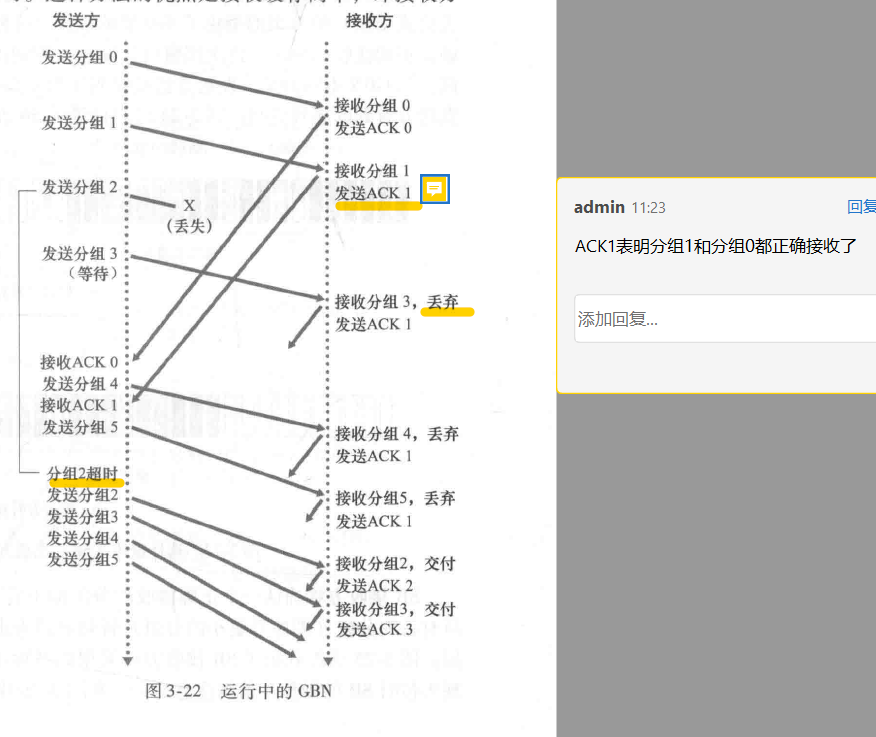 发送方
接收方
发送分组 0
接收分组 0
发送ACK 0
发送分组 1
接收分组 1
发送ACK 1
发送分组 2
X
（丢失）
发送分组 3
（等待）
接收分组 3，丢弃
发送ACK 1
接收ACK 0
发送分组 4
接收ACK 1
发送分组 5
接收分组 4，丢弃
发送ACK 1
分组2超时
发送分组2
发送分组3
发送分组4
发送分组5
接收分组5，丢弃
发送ACK 1
接收分组2，交付
发送ACK 2
接收分组3，交付
发送ACK 3
图 3-22 运行中的 GBN
admin 11:23
回复
ACK1表明分组1和分组0都正确接收了
添加回复...